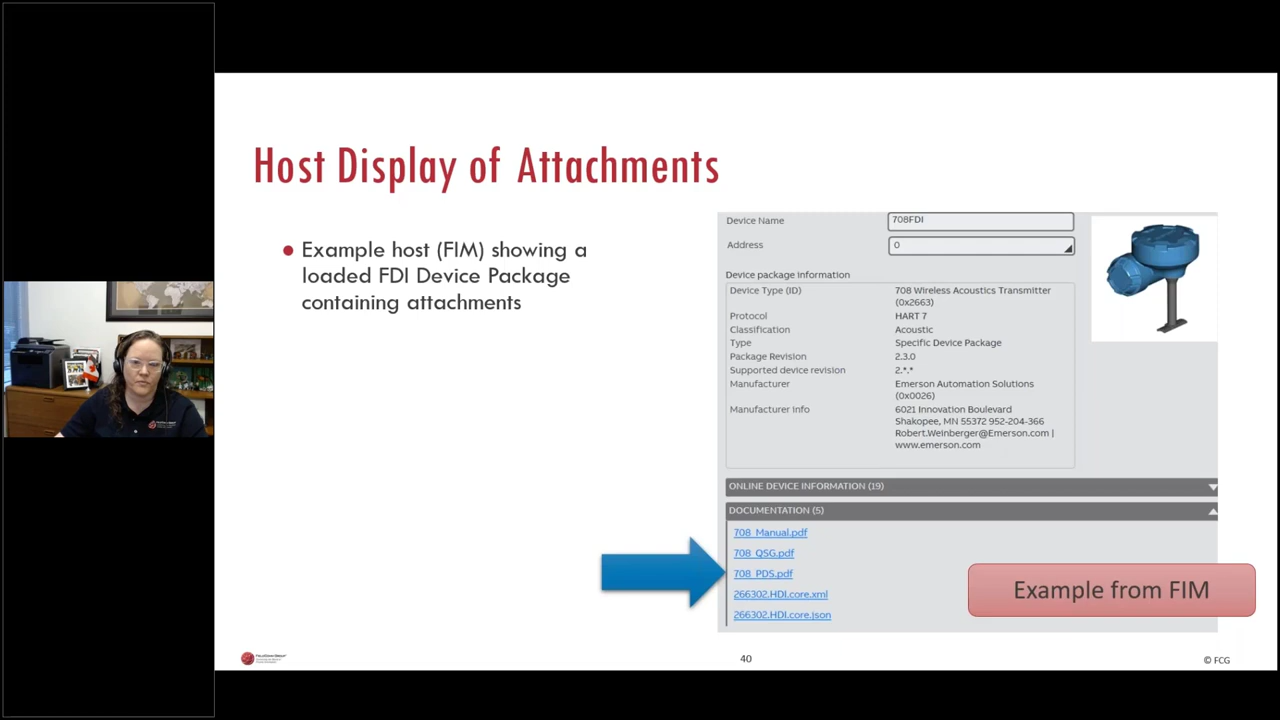 Host Display of Attachments
Example host (FIM) showing a
loaded FDI Device Package
containing attachments
Device Name
708FDI
Address
0
Device package information
Device Type (ID)
708 Wireless Acoustics Transmitter
(0x2663)
Protocol
HART 7
Classification
Acoustic
Type
Specific Device Package
Package Revision
2.3.0
Supported device revision
2.*.*
Manufacturer
Emerson Automation Solutions
(0x0026)
Manufacturer info
6021 Innovation Boulevard
Shakopee, MN 55372 952-204-366
Robert.Weinberger@Emerson.com |
www.emerson.com
ONLINE DEVICE INFORMATION (19)
DOCUMENTATION (5)
708_Manual.pdf
708_QSG.pdf
708_PDS.pdf
266302.HDI.core.xml
266302.HDI.core.json
Example from FIM
FieldComm Group
40
© FCG